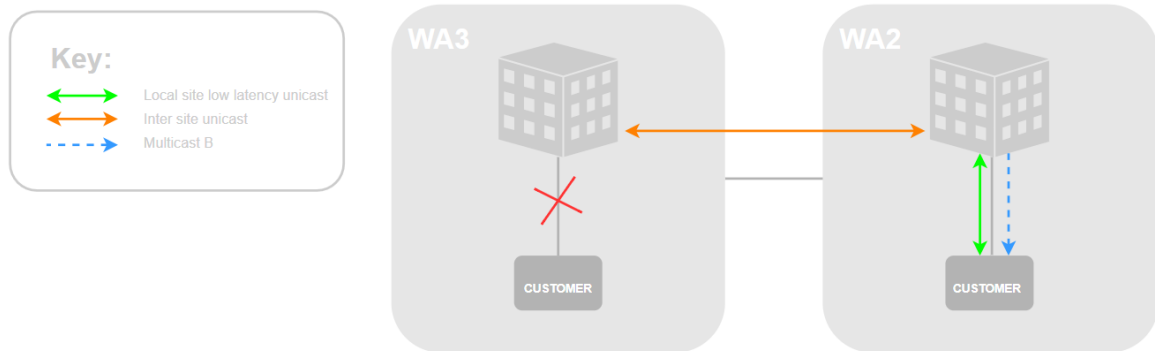 Key:
Local site low latency unicast
Inter site unicast
Multicast B
WA3
WA2
CUSTOMER
CUSTOMER